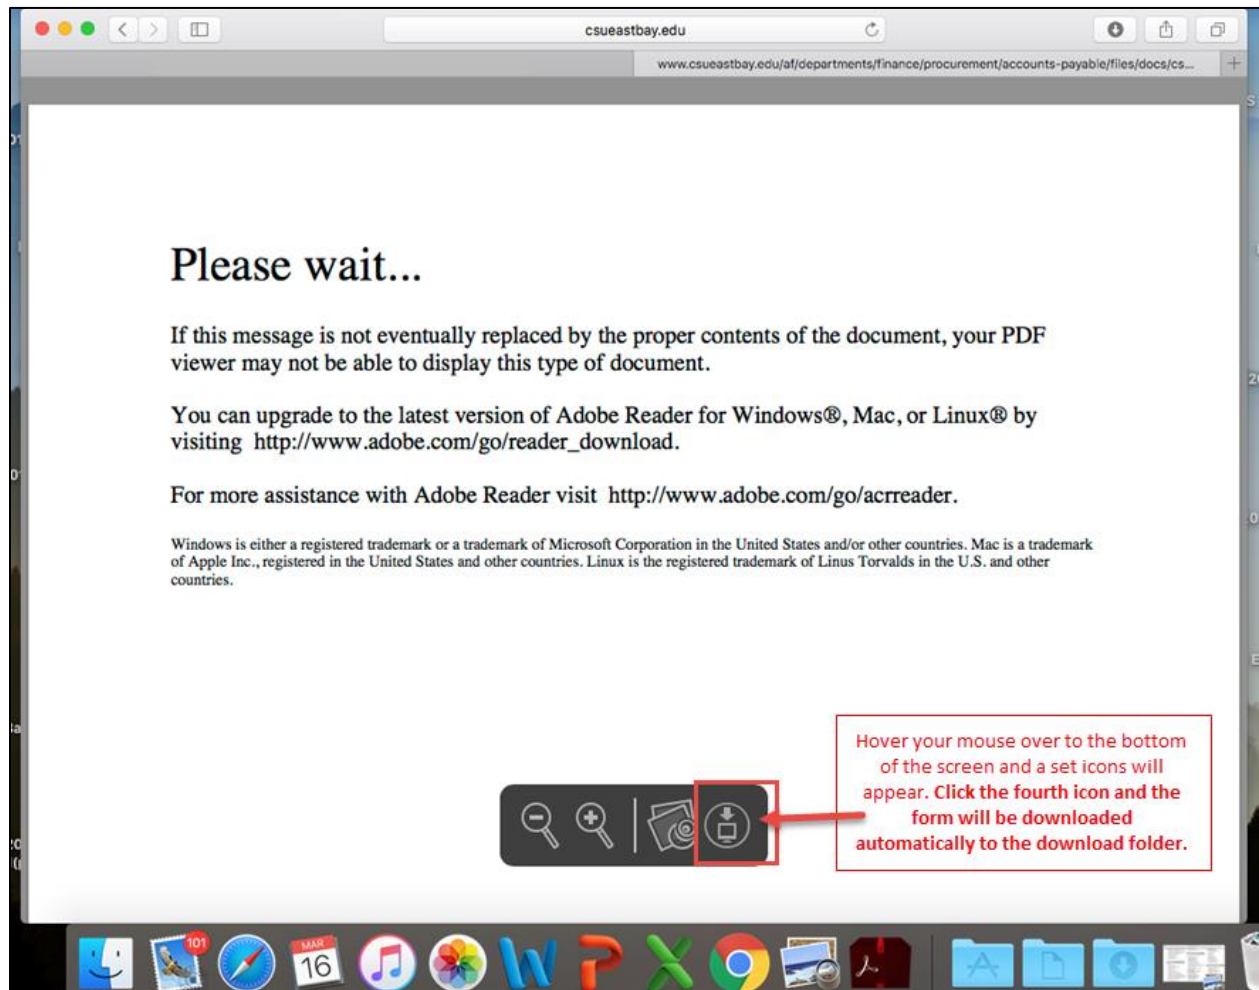 csueastbay.edu
www.csueastbay.edu/af/departments/finance/procurement/accounts-payable/files/docs/cs...
Please wait...
If this message is not eventually replaced by the proper contents of the document, your PDF
viewer may not be able to display this type of document.
You can upgrade to the latest version of Adobe Reader for Windows®, Mac, or Linux® by
visiting http://www.adobe.com/go/reader_download.
For more assistance with Adobe Reader visit http://www.adobe.com/go/acrreader.
Windows is either a registered trademark or a trademark of Microsoft Corporation in the United States and/or other countries. Mac is a trademark
of Apple Inc., registered in the United States and other countries. Linux is the registered trademark of Linus Torvalds in the U.S. and other
countries.
Hover your mouse over to the bottom
of the screen and a set icons will
appear. Click the fourth icon and the
form will be downloaded
automatically to the download folder.
101
MAR
16